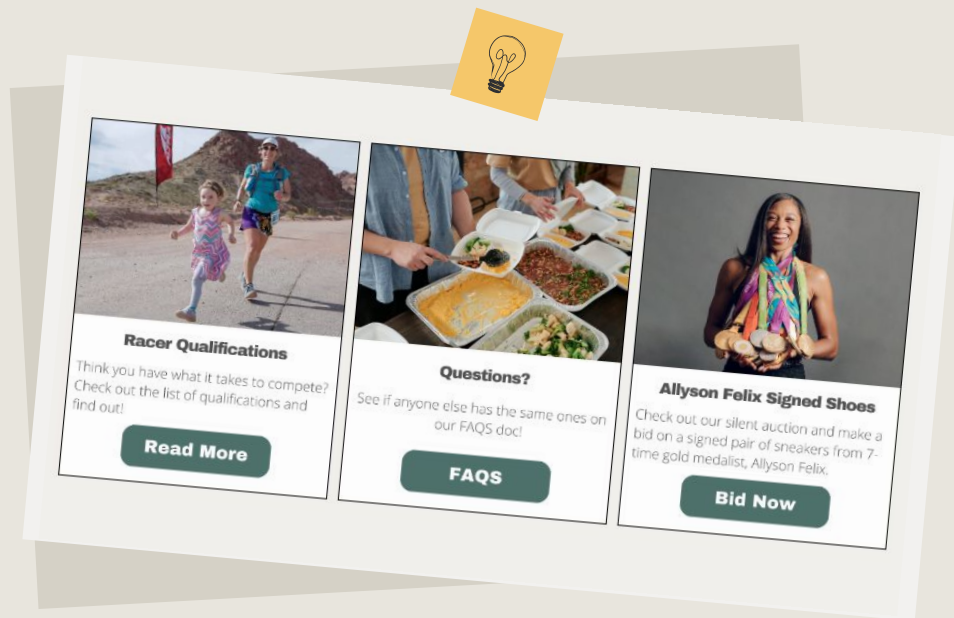 Racer Qualifications
Think you have what it takes to compete?
Check out the list of qualifications and
find out!
Read More
Questions?
See if anyone else has the same ones on
our FAQS doc!
FAQS
Allyson Felix Signed Shoes
Check out our silent auction and make a
bid on a signed pair of sneakers from 7-
time gold medalist, Allyson Felix.
Bid Now